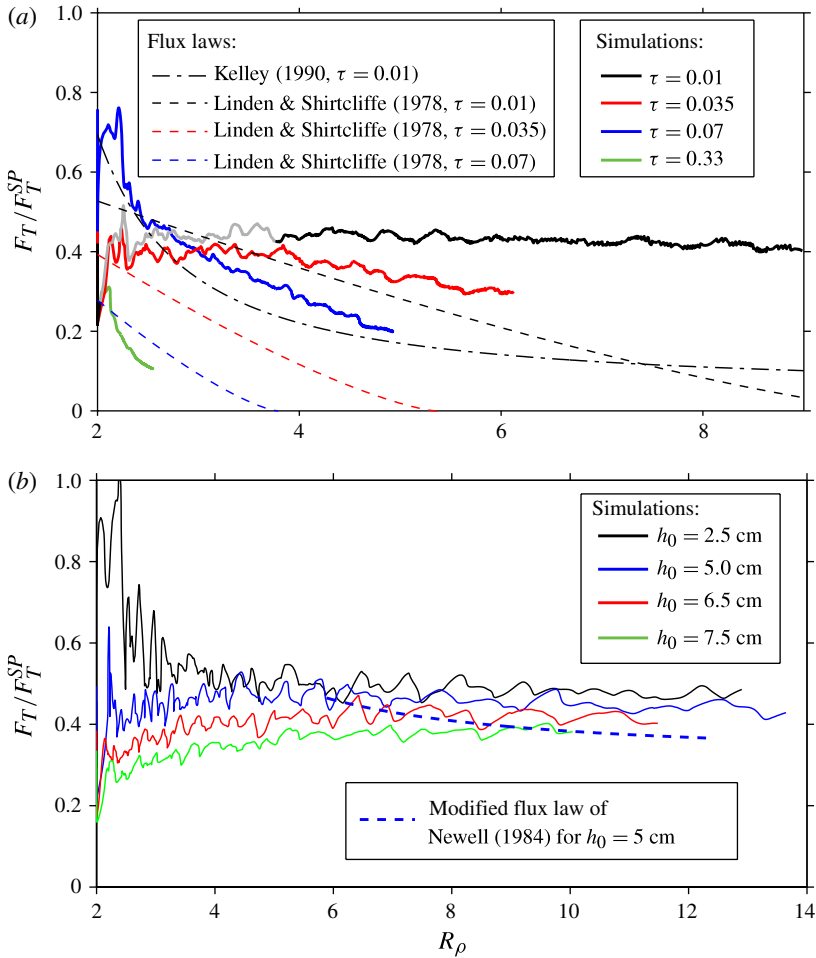 (a)
1.0
0.8
0.6
0.4
0.2
0
F_T/F_T^{SP}
Flux laws:
Kelley (1990, τ = 0.01)
Linden & Shirtcliffe (1978, τ = 0.01)
Linden & Shirtcliffe (1978, τ = 0.035)
Linden & Shirtcliffe (1978, τ = 0.07)
Simulations:
τ = 0.01
τ = 0.035
τ = 0.07
τ = 0.33
2 4 6 8
(b)
1.0
0.8
0.6
0.4
0.2
0
F_T/F_T^{SP}
Simulations:
h_0 = 2.5 cm
h_0 = 5.0 cm
h_0 = 6.5 cm
h_0 = 7.5 cm
Modified flux law of
Newell (1984) for h_0 = 5 cm
2 4 6 8 10 12 14
R_ρ